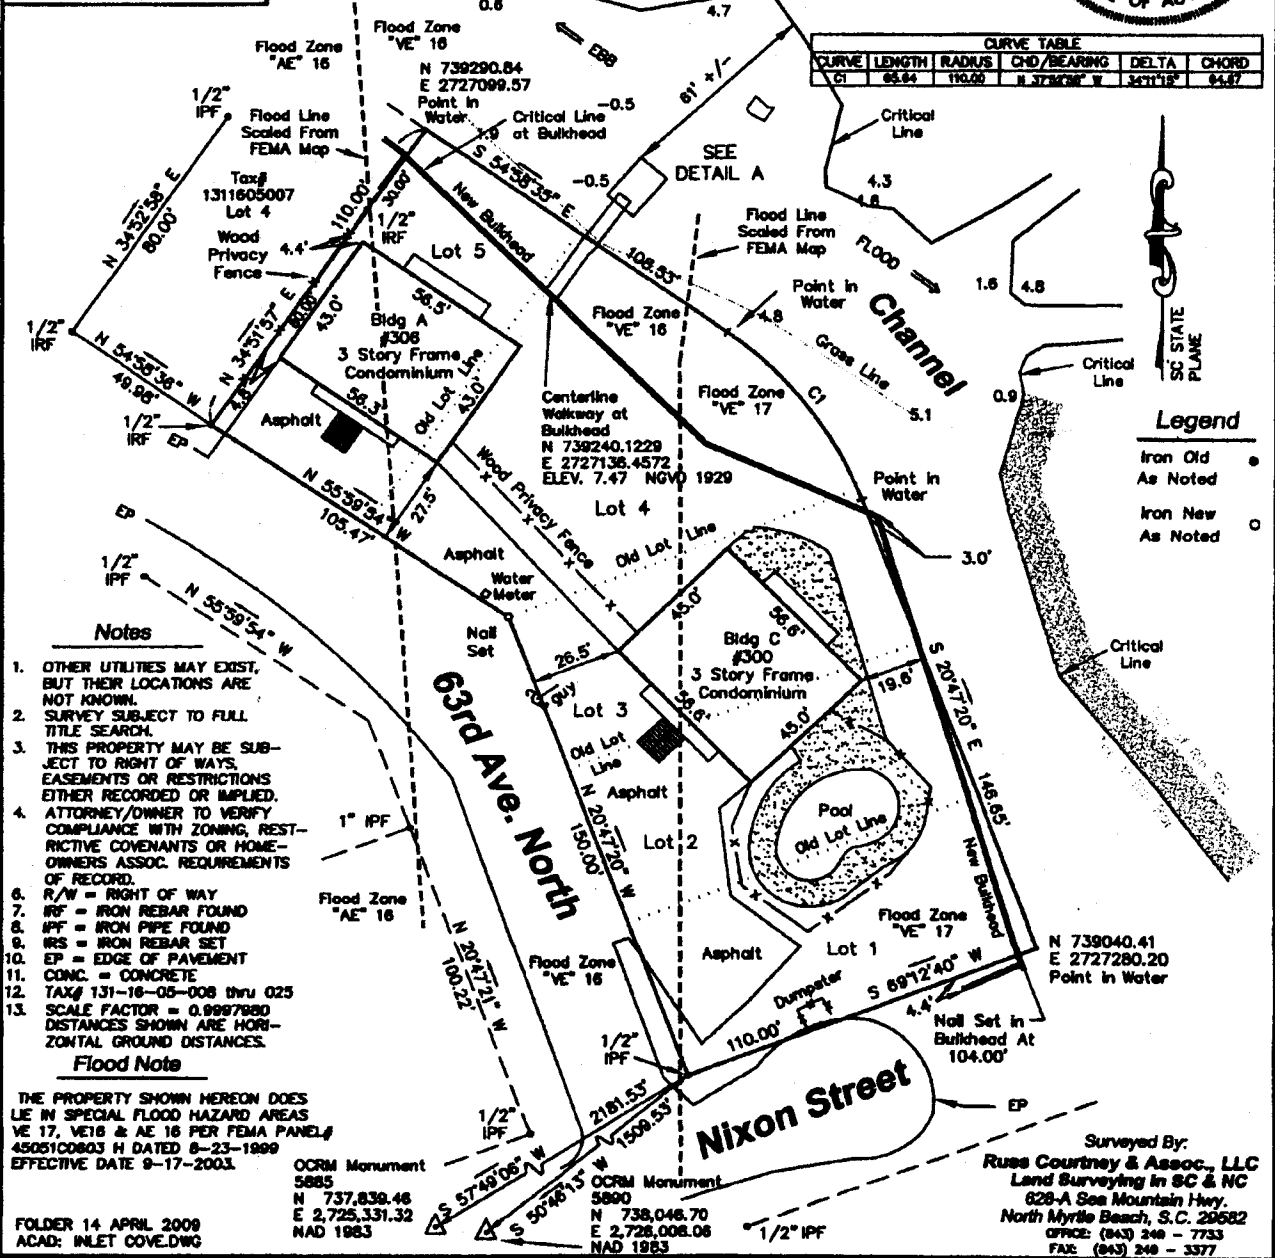 OF AU
0.6
4.7
Flood Zone
"VE" 16
EBB
Flood Zone
"AE" 16
N 739290.84
E 2727099.57
Point in
Water
61' +/-
CURVE TABLE
CURVE LENGTH RADIUS CHD/BEARING DELTA CHORD
C1 65.64 110.00
1/2"
IPF
Flood Line
Scaled From
FEMA Map
1.9
-0.5
Critical Line
at Bulkhead
Critical
Line
SEE
DETAIL A
S 54°58'35" E
108.53'
-0.5
4.3
Tax#
1311605007
Lot 4
N 34°52'58" E
80.00'
110.00'
30.00'
1/2"
IRF
New Bulkhead
Wood
Privacy
Fence
4.4'
Lot 5
Flood Line
Scaled From
FEMA Map
FLOOD
1.6
4.8
SC STATE
PLANE
Point in
Water
4.8
Channel
56.5'
Bldg A
#306
3 Story Frame
Condominium
43.0'
N 34°51'57" E
80.00'
Flood Zone
"VE" 16
Grass Line
1/2"
IRF
N 54°58'36" W
49.98'
4.8'
56.3'
Old Lot Line
43.0'
Flood Zone
"VE" 17
C1
5.1
0.9
Critical
Line
1/2"
IRF
EP
Asphalt
Centerline
Walkway at
Bulkhead
N 739240.1229
E 2727136.4572
ELEV. 7.47 NGVD 1929
Legend
Iron Old
As Noted
Iron New
As Noted
N 55°59'54" W
105.47'
27.5'
Wood Privacy Fence
Lot 4
Old Lot Line
Point in
Water
3.0'
EP
1/2"
IPF
N 55°59'54" W
Asphalt
Water
Meter
Nail
Set
45.0'
56.6'
Bldg C
#300
3 Story Frame
Condominium
26.5'
guy
56.6'
45.0'
19.6'
S 20°47'20" E
146.65'
Critical
Line
Lot 3
Old Lot
Line
63rd Ave. North
Asphalt
N 20°47'20" W
150.00'
Pool
Old Lot Line
Lot 2
New Bulkhead
Notes
1. OTHER UTILITIES MAY EXIST,
BUT THEIR LOCATIONS ARE
NOT KNOWN.
2. SURVEY SUBJECT TO FULL
TITLE SEARCH.
3. THIS PROPERTY MAY BE SUB-
JECT TO RIGHT OF WAYS,
EASEMENTS OR RESTRICTIONS
EITHER RECORDED OR IMPLIED.
4. ATTORNEY/OWNER TO VERIFY
COMPLIANCE WITH ZONING, REST-
RICTIVE COVENANTS OR HOME-
OWNERS ASSOC. REQUIREMENTS
OF RECORD.
6. R/W = RIGHT OF WAY
7. IRF = IRON REBAR FOUND
8. IPF = IRON PIPE FOUND
9. IRS = IRON REBAR SET
10. EP = EDGE OF PAVEMENT
11. CONC. = CONCRETE
12. TAX# 131-16-05-008 thru 025
13. SCALE FACTOR = 0.9997980
DISTANCES SHOWN ARE HORI-
ZONTAL GROUND DISTANCES.
1" IPF
Flood Zone
"AE" 16
N 20°47'21" W
100.22'
Flood Zone
"VE" 16
Asphalt
Flood Zone
"VE" 17
Lot 1
N 739040.41
E 2727280.20
Point in Water
Dumpster
S 69°12'40" W
110.00'
4.4'
Nail Set in
Bulkhead At
104.00'
1/2"
IPF
Nixon Street
EP
Flood Note
THE PROPERTY SHOWN HEREON DOES
LIE IN SPECIAL FLOOD HAZARD AREAS
VE 17, VE16 & AE 16 PER FEMA PANEL#
45051C0603 H DATED 8-23-1999
EFFECTIVE DATE 9-17-2003.
1/2"
IPF
2181.53'
S 57°49'06" W
1509.53'
S 50°46'13" W
OCRM Monument
5685
N 737,839.46
E 2,725,331.32
NAD 1983
OCRM Monument
5690
N 738,046.70
E 2,726,006.06
NAD 1983
1/2" IPF
FOLDER 14 APRIL 2009
ACAD: INLET COVE.DWG
Surveyed By:
Russ Courtney & Assoc., LLC
Land Surveying in SC & NC
628-A Sea Mountain Hwy.
North Myrtle Beach, S.C. 29582
OFFICE: (843) 249 - 7733
FAX: (843) 249 - 3377